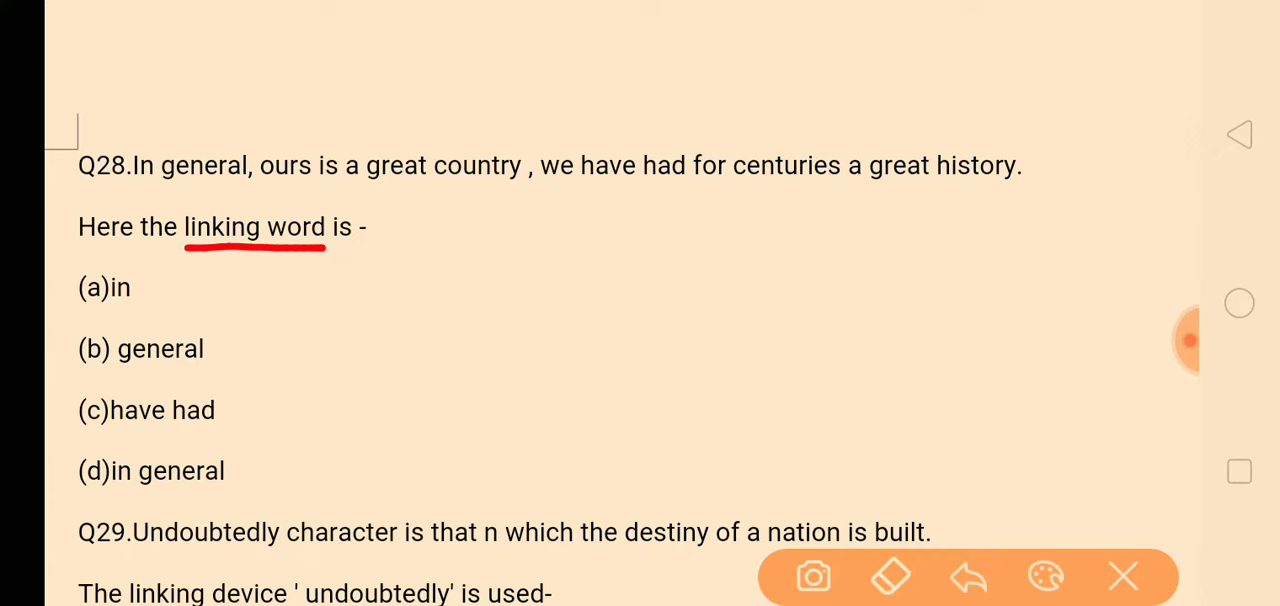 Q28.In general, ours is a great country , we have had for centuries a great history.
Here the linking word is -
(a)in
(b) general
(c)have had
(d)in general
Q29.Undoubtedly character is that n which the destiny of a nation is built.
The linking device ' undoubtedly' is used-